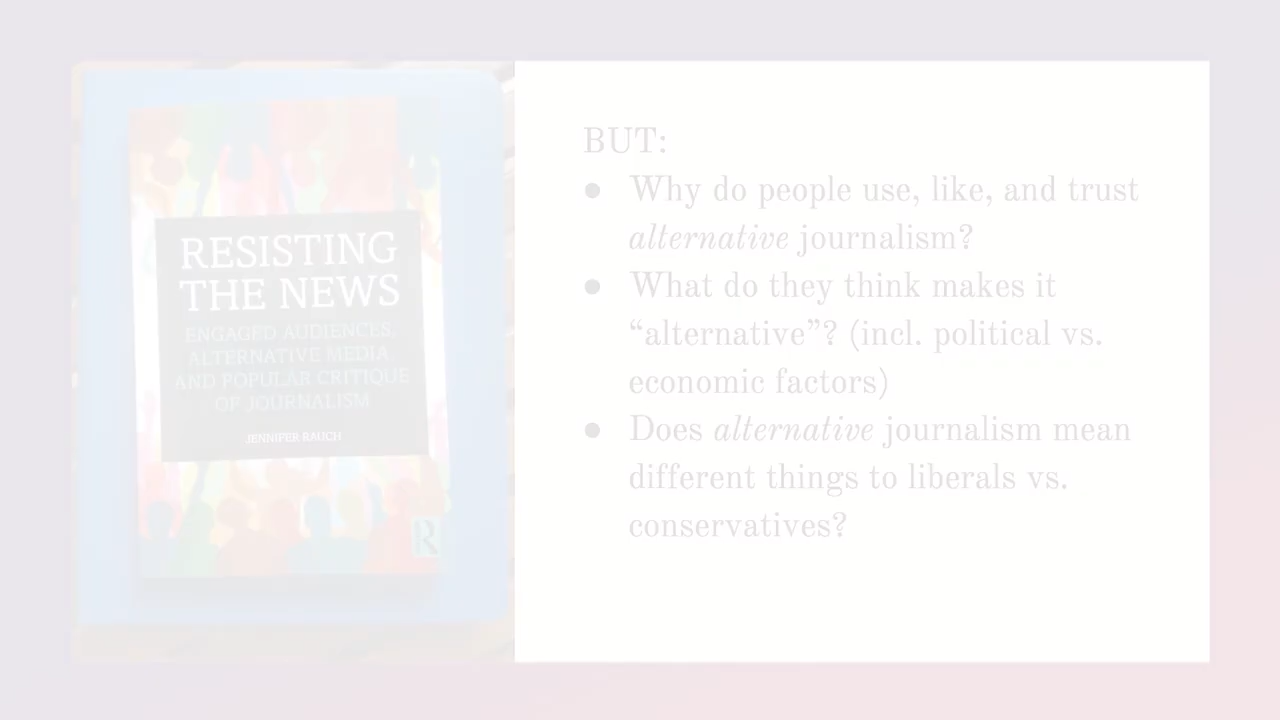 RESISTING
THE NEWS
ENGAGED AUDIENCES,
ALTERNATIVE MEDIA
AND POPULAR CRITIQUE
OF JOURNALISM
JENNIFER RAUCH
R
BUT:
● Why do people use, like, and trust
alternative journalism?
● What do they think makes it
“alternative”? (incl. political vs.
economic factors)
● Does alternative journalism mean
different things to liberals vs.
conservatives?